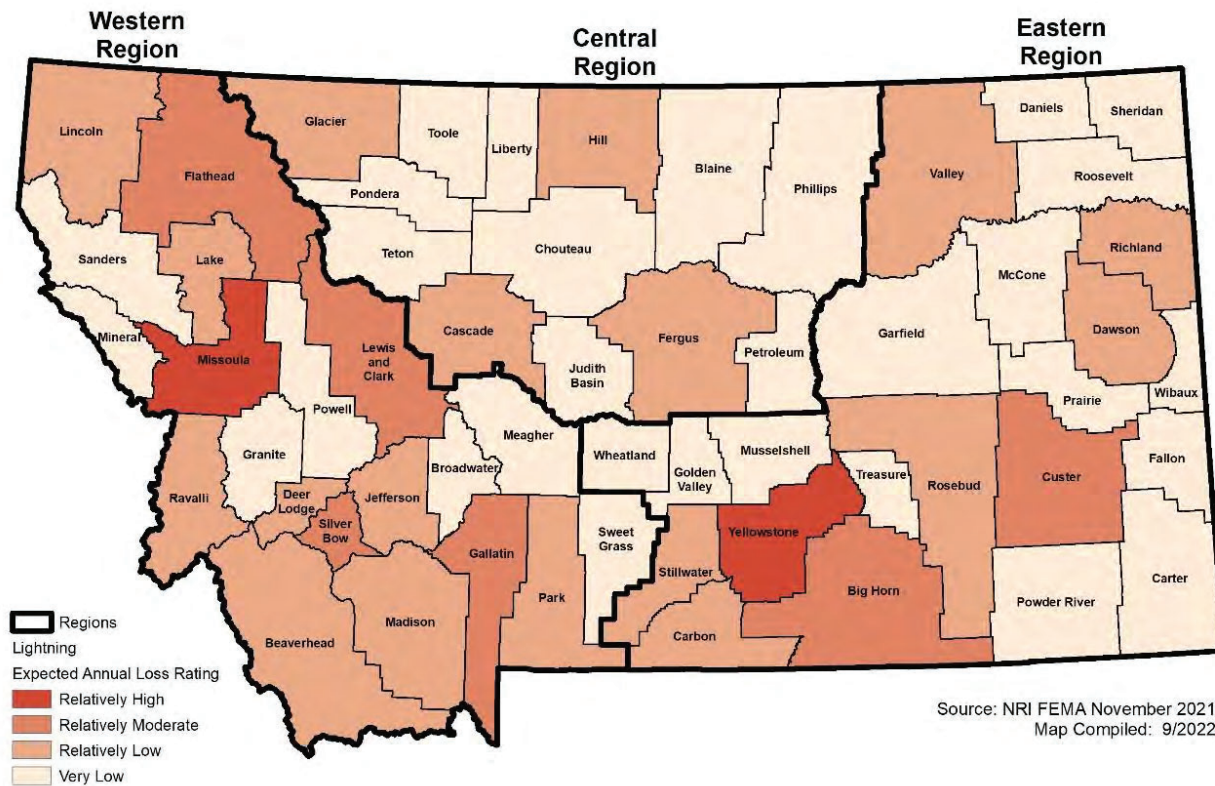 Western
Region
Central
Region
Eastern
Region
Lincoln
Flathead
Glacier
Toole
Liberty
Hill
Blaine
Phillips
Valley
Daniels
Sheridan
Roosevelt
Pondera
Teton
Chouteau
Sanders
Lake
Richland
McCone
Mineral
Missoula
Lewis
and
Clark
Cascade
Judith
Basin
Fergus
Petroleum
Garfield
Dawson
Prairie
Wibaux
Powell
Granite
Meagher
Broadwater
Wheatland
Golden
Valley
Musselshell
Treasure
Rosebud
Custer
Fallon
Ravalli
Deer
Lodge
Silver
Bow
Jefferson
Gallatin
Park
Sweet
Grass
Stillwater
Yellowstone
Big Horn
Carbon
Powder River
Carter
Beaverhead
Madison
Regions
Lightning
Expected Annual Loss Rating
Relatively High
Relatively Moderate
Relatively Low
Very Low
Source: NRI FEMA November 2021
Map Compiled: 9/2022